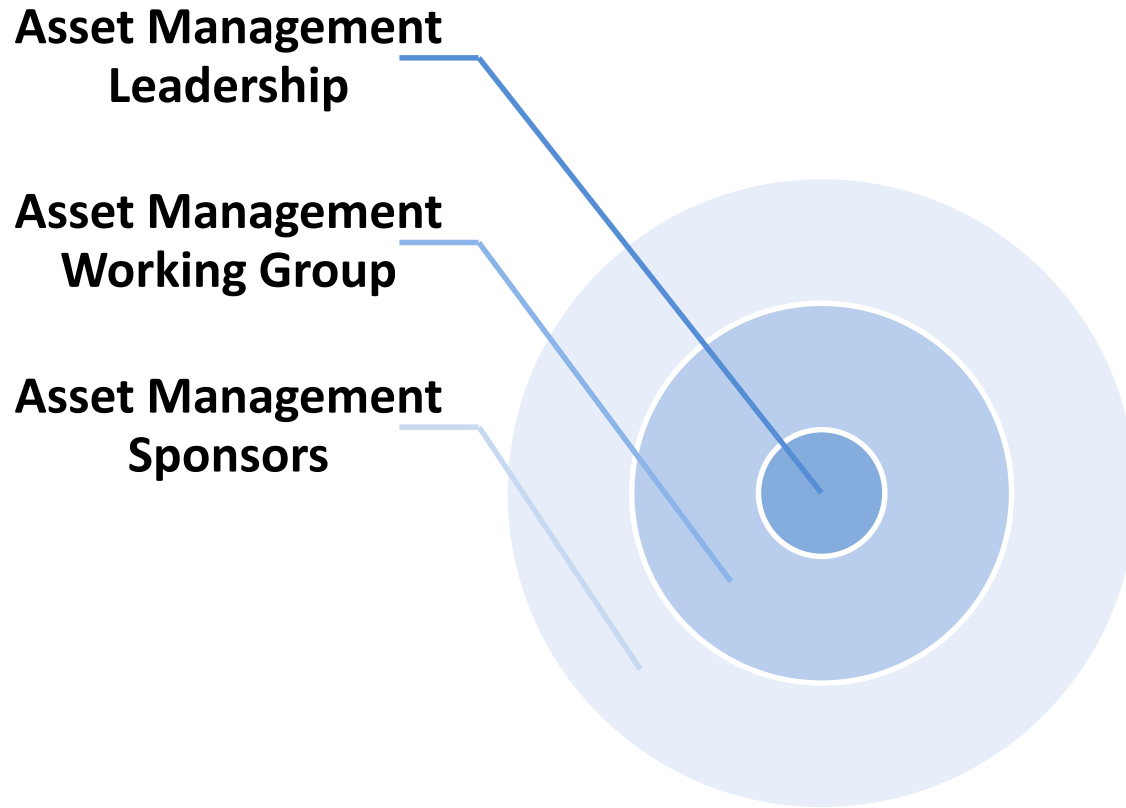 Asset Management
Leadership
Asset Management
Working Group
Asset Management
Sponsors